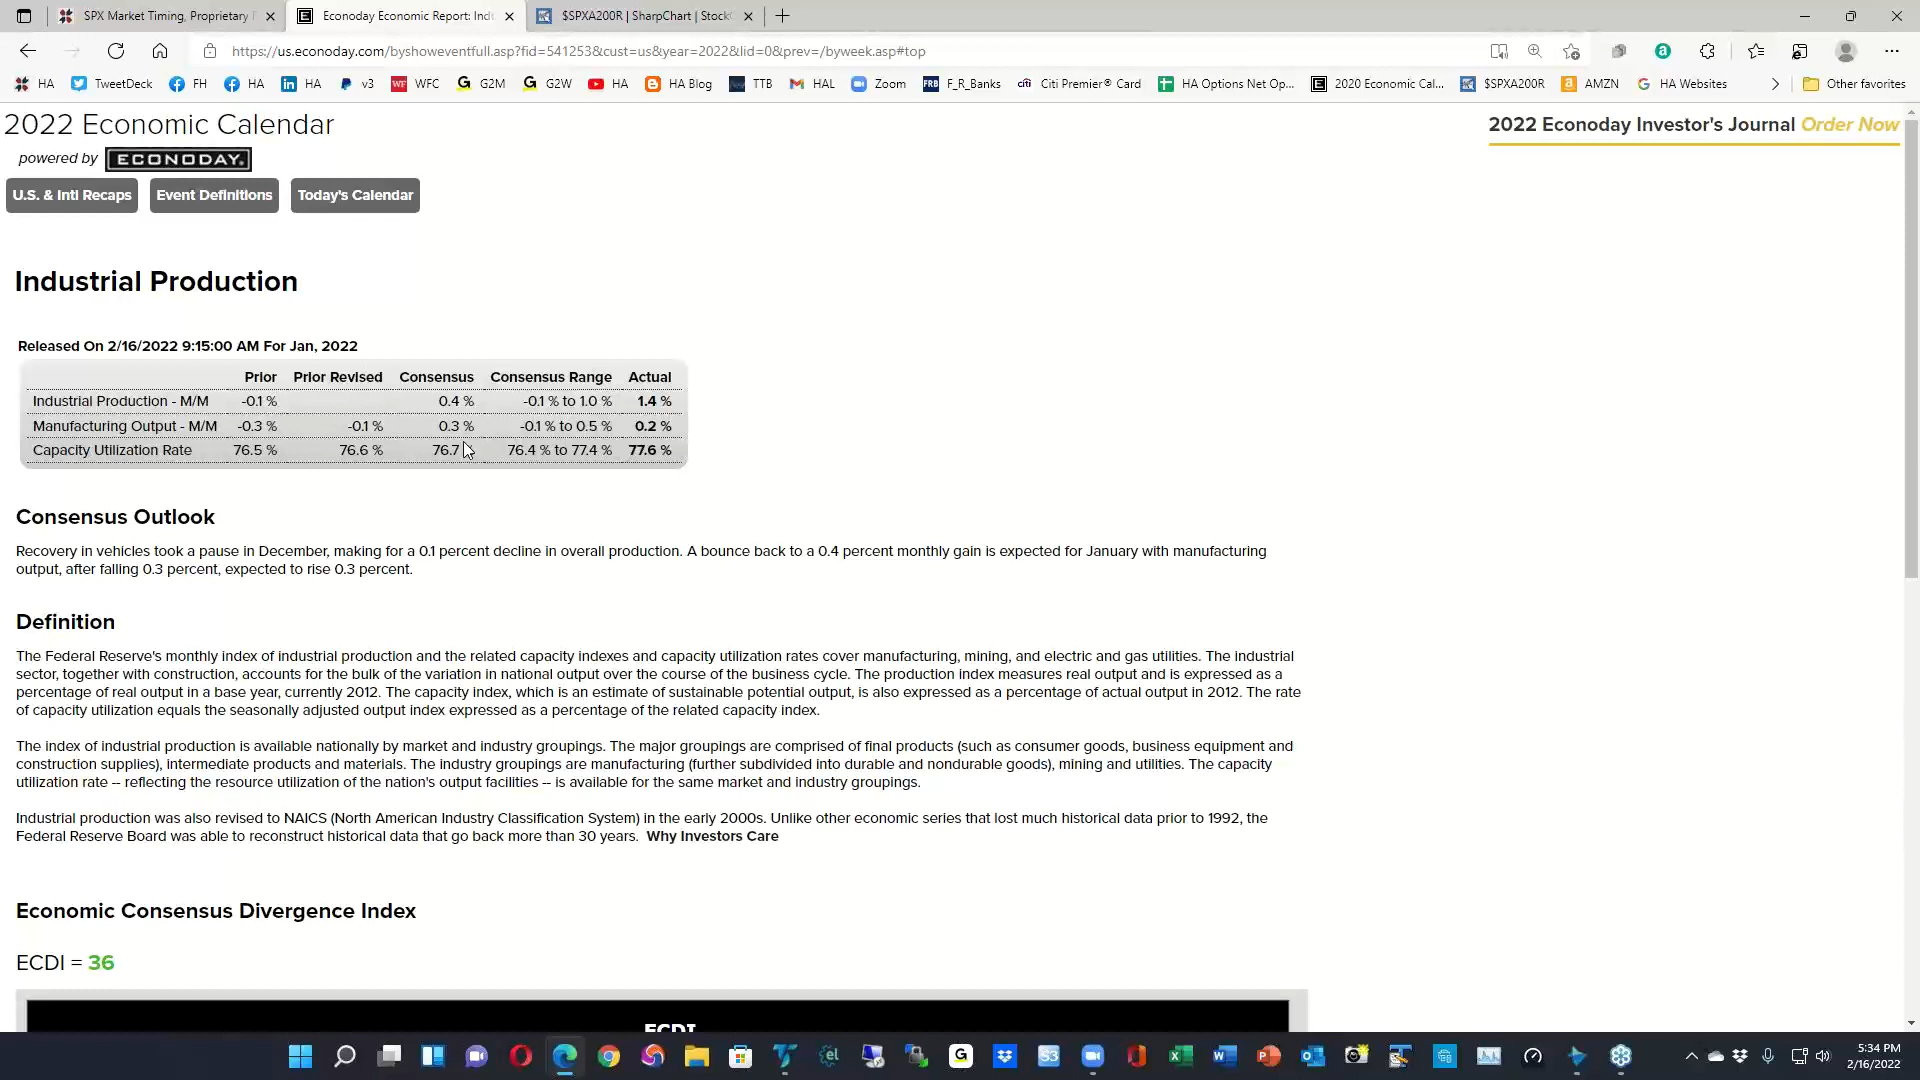 SPX Market Timing, Proprietary
Econoday Economic Report: Indu
$SPXA200R | SharpChart | Stock
https://us.econoday.com/byshoweventfull.asp?fid=541253&cust=us&year=2022&lid=0&prev=/byweek.asp#top
HA TweetDeck FH HA HA v3 WFC G2M G2W HA HA Blog TTB HAL Zoom F_R_Banks Citi Premier® Card HA Options Net Op... 2020 Economic Cal... $SPXA200R AMZN HA Websites Other favorites
2022 Economic Calendar
2022 Econoday Investor's Journal Order Now
powered by ECONODAY.
U.S. & Intl Recaps Event Definitions Today's Calendar
Industrial Production
Released On 2/16/2022 9:15:00 AM For Jan, 2022
Prior Prior Revised Consensus Consensus Range Actual
Industrial Production - M/M -0.1 % 0.4 % -0.1 % to 1.0 % 1.4 %
Manufacturing Output - M/M -0.3 % -0.1 % 0.3 % -0.1 % to 0.5 % 0.2 %
Capacity Utilization Rate 76.5 % 76.6 % 76.7 76.4 % to 77.4 % 77.6 %
Consensus Outlook
Recovery in vehicles took a pause in December, making for a 0.1 percent decline in overall production. A bounce back to a 0.4 percent monthly gain is expected for January with manufacturing
output, after falling 0.3 percent, expected to rise 0.3 percent.
Definition
The Federal Reserve's monthly index of industrial production and the related capacity indexes and capacity utilization rates cover manufacturing, mining, and electric and gas utilities. The industrial
sector, together with construction, accounts for the bulk of the variation in national output over the course of the business cycle. The production index measures real output and is expressed as a
percentage of real output in a base year, currently 2012. The capacity index, which is an estimate of sustainable potential output, is also expressed as a percentage of actual output in 2012. The rate
of capacity utilization equals the seasonally adjusted output index expressed as a percentage of the related capacity index.
The index of industrial production is available nationally by market and industry groupings. The major groupings are comprised of final products (such as consumer goods, business equipment and
construction supplies), intermediate products and materials. The industry groupings are manufacturing (further subdivided into durable and nondurable goods), mining and utilities. The capacity
utilization rate -- reflecting the resource utilization of the nation's output facilities -- is available for the same market and industry groupings.
Industrial production was also revised to NAICS (North American Industry Classification System) in the early 2000s. Unlike other economic series that lost much historical data prior to 1992, the
Federal Reserve Board was able to reconstruct historical data that go back more than 30 years. Why Investors Care
Economic Consensus Divergence Index
ECDI = 36
ECDI
5:34 PM
2/16/2022